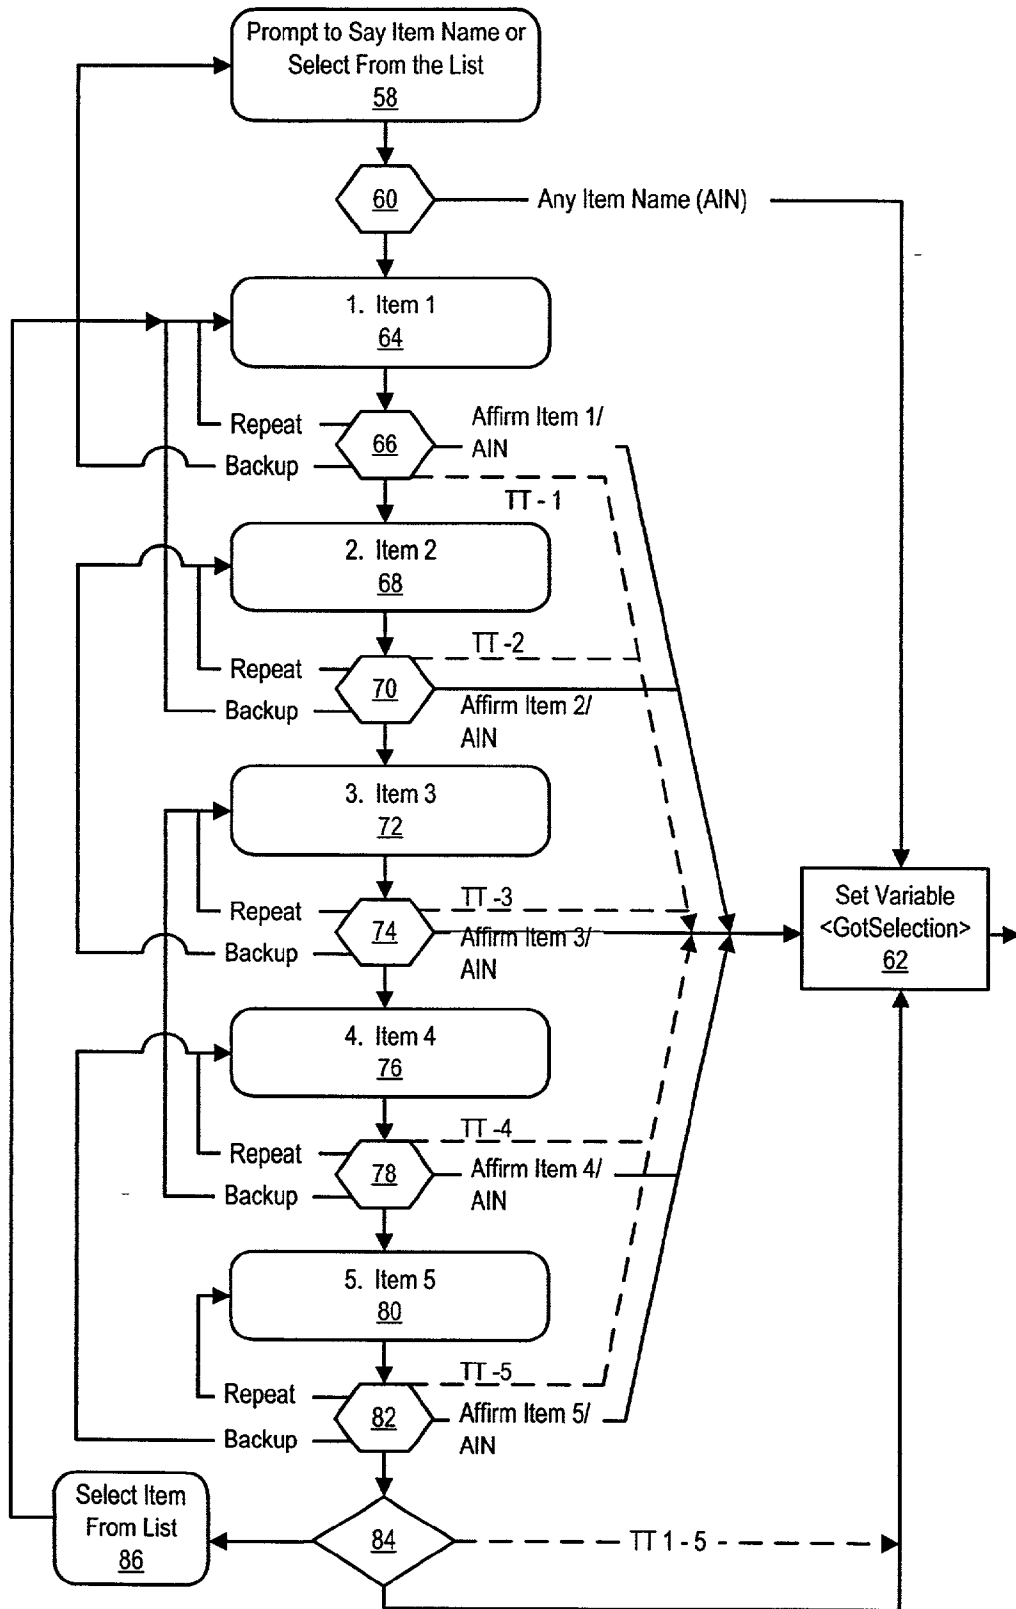 Prompt to Say Item Name or
Select From the List
58
60
Any Item Name (AIN)
1. Item 1
64
Repeat
66
Affirm Item 1/
AIN
Backup
TT - 1
2. Item 2
68
TT -2
Repeat
70
Backup
Affirm Item 2/
AIN
3. Item 3
72
TT -3
Repeat
74
Backup
Affirm Item 3/
AIN
Set Variable
<GotSelection>
62
4. Item 4
76
TT -4
Repeat
78
Backup
Affirm Item 4/
AIN
5. Item 5
80
TT -5
Repeat
82
Backup
Affirm Item 5/
AIN
Select Item
From List
86
84
TT 1 - 5